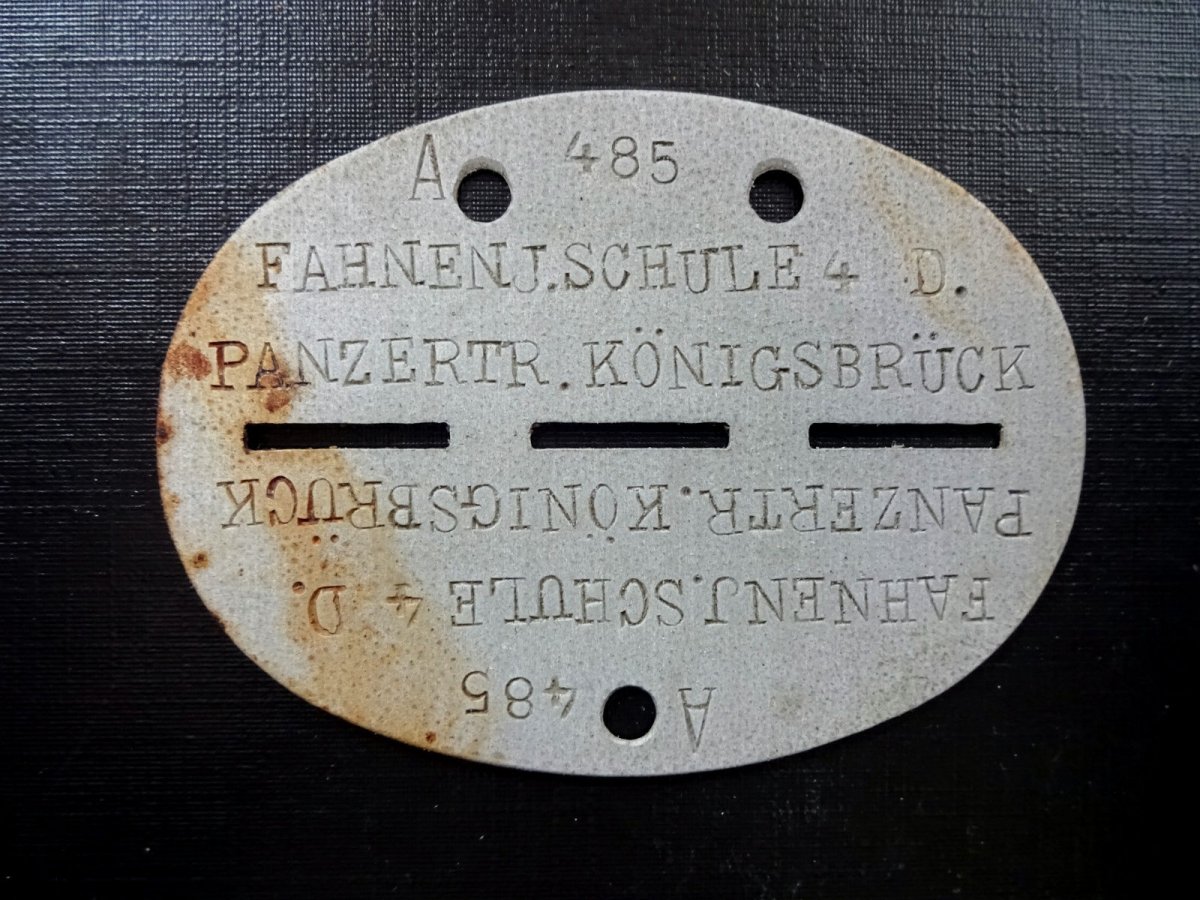 A 485
FAHNENJ.SCHULE 4 D.
PANZERTR. KÖNIGSBRÜCK
PANZERTR. KÖNIGSBRÜCK
FAHNENJ.SCHULE 4 D.
A 485